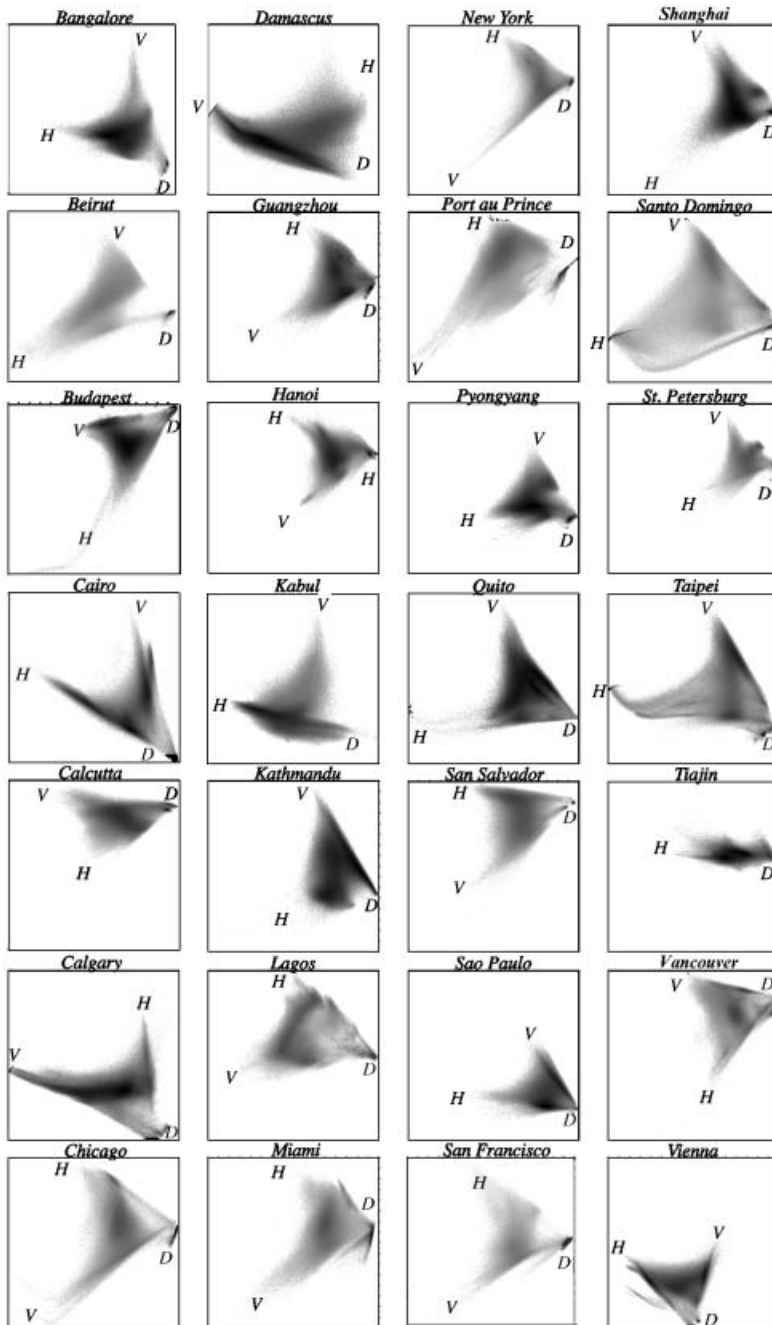 Bangalore Damascus New York Shanghai
V H H V
V
H D D
D D V H
Beirut Guangzhou Port au Prince Santo Domingo
V H H V
D
D V D H D
H V
Budapest Hanoi Pyongyang St. Petersburg
V D H V V
H H D
H V D H
Cairo Kabul Quito Taipei
V V V V
H H H
D D H D D
Calcutta Kathmandu San Salvador Tiajin
V D V H H
D
H H D V D
Calgary Lagos Sao Paulo Vancouver
H H V V D
V V D H H
D D
Chicago Miami San Francisco Vienna
H H H V
D D D H
V V V D